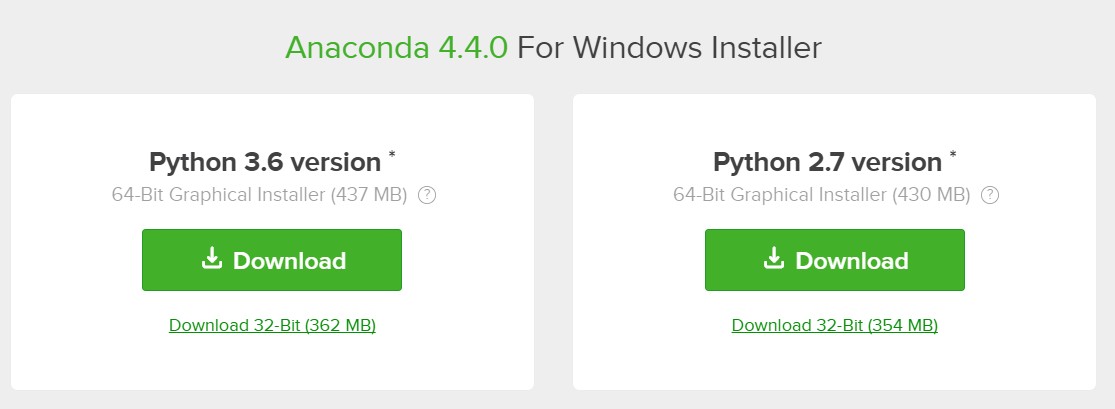 Anaconda 4.4.0 For Windows Installer
Python 3.6 version *
64-Bit Graphical Installer (437 MB) ?
Download
Download 32-Bit (362 MB)
Python 2.7 version *
64-Bit Graphical Installer (430 MB) ?
Download
Download 32-Bit (354 MB)